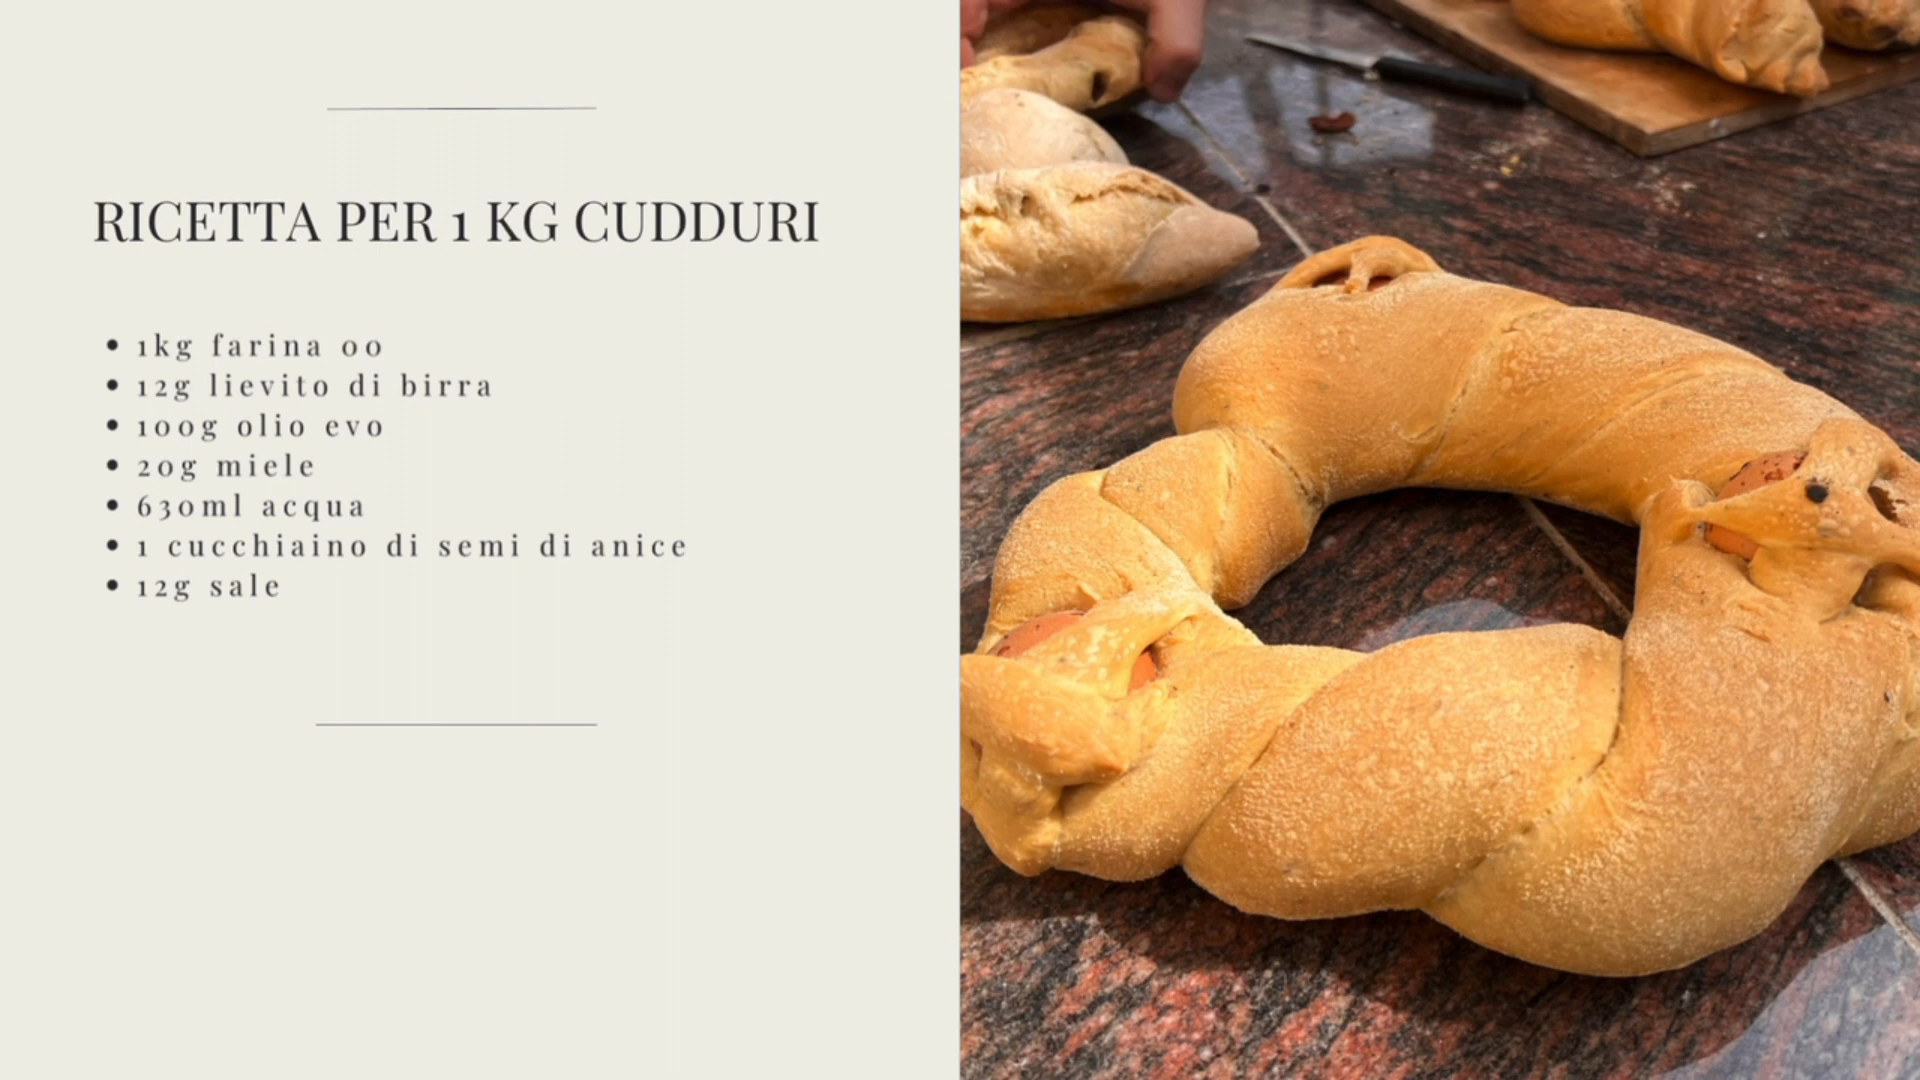 RICETTA PER 1 KG CUDDURI
• 1kg farina 00
• 12g lievito di birra
• 100g olio evo
• 20g miele
• 630ml acqua
• 1 cucchiaino di semi di anice
• 12g sale